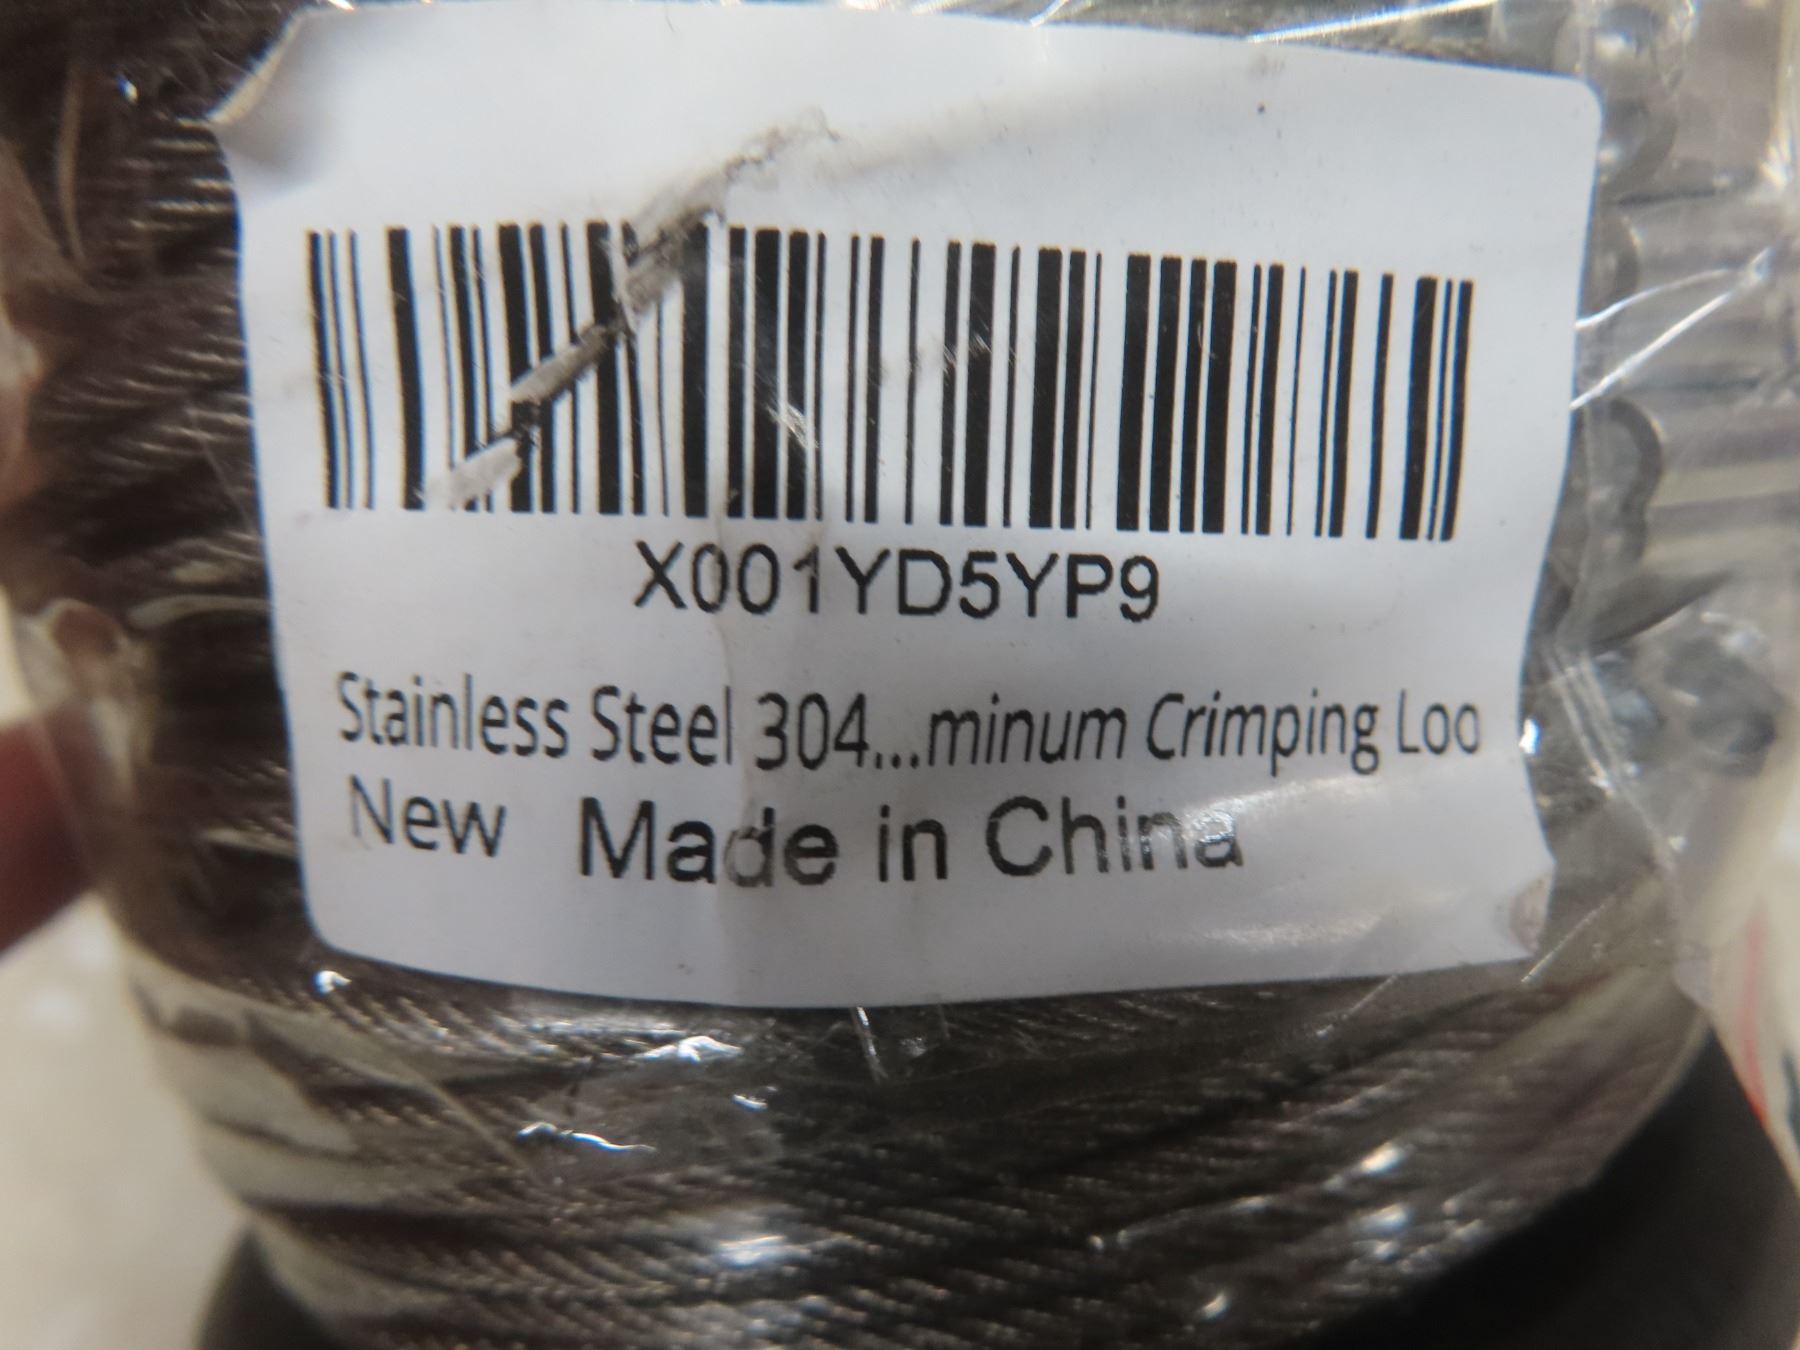 X001YD5YP9
Stainless Steel 304...minum Crimping Loo
New Made in China